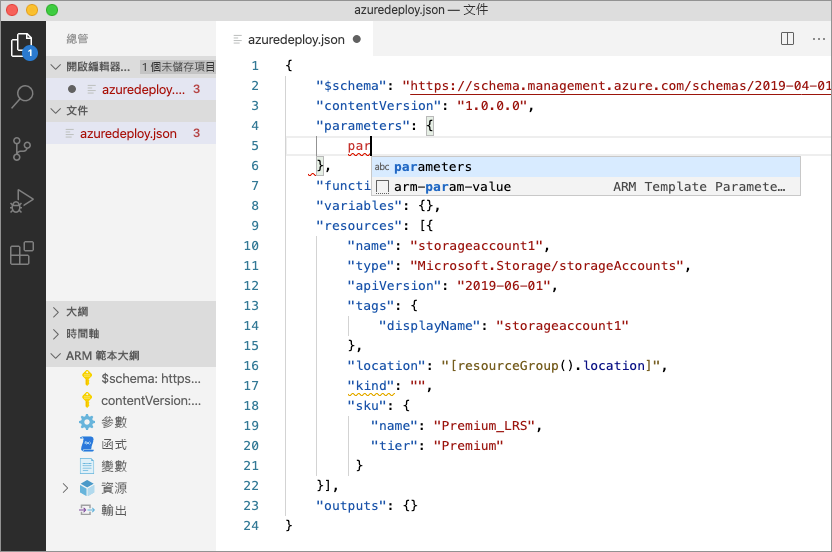 azuredeploy.json — 文件
1
總管
開啟編輯器... 1 個未儲存項目
azuredeploy.... 3
文件
azuredeploy.json 3
大綱
時間軸
ARM 範本大綱
$schema: https...
contentVersion:...
參數
函式
變數
資源
輸出
azuredeploy.json
1 {
2 "$schema": "https://schema.management.azure.com/schemas/2019-04-01
3 "contentVersion": "1.0.0.0",
4 "parameters": {
5 par
abc parameters
6 },
arm-param-value ARM Template Paramete…
7 "functi
8 "variables": {},
9 "resources": [{
10 "name": "storageaccount1",
11 "type": "Microsoft.Storage/storageAccounts",
12 "apiVersion": "2019-06-01",
13 "tags": {
14 "displayName": "storageaccount1"
15 },
16 "location": "[resourceGroup().location]",
17 "kind": "",
18 "sku": {
19 "name": "Premium_LRS",
20 "tier": "Premium"
21 }
22 }],
23 "outputs": {}
24 }